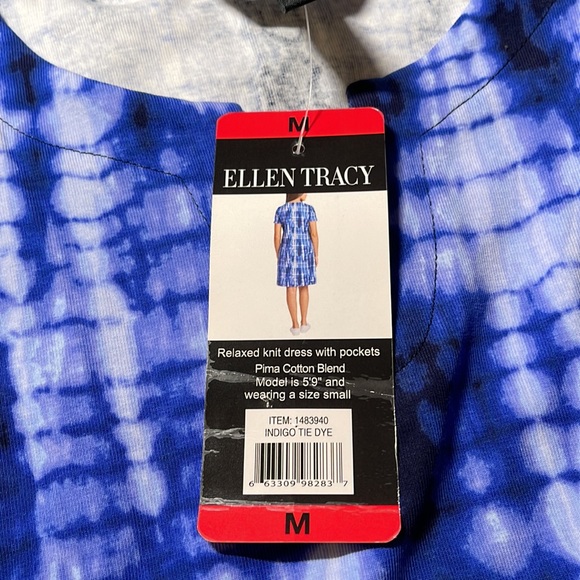 M
ELLEN TRACY
Relaxed knit dress with pockets
Pima Cotton Blend
Model is 5'9" and
wearing a size small
ITEM: 1483940
INDIGO TIE DYE
6 63309 98283 7
M